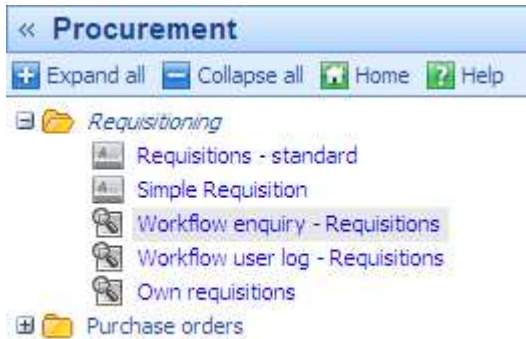 « Procurement
Expand all Collapse all Home Help
Requisitioning
Requisitions - standard
Simple Requisition
Workflow enquiry - Requisitions
Workflow user log - Requisitions
Own requisitions
Purchase orders